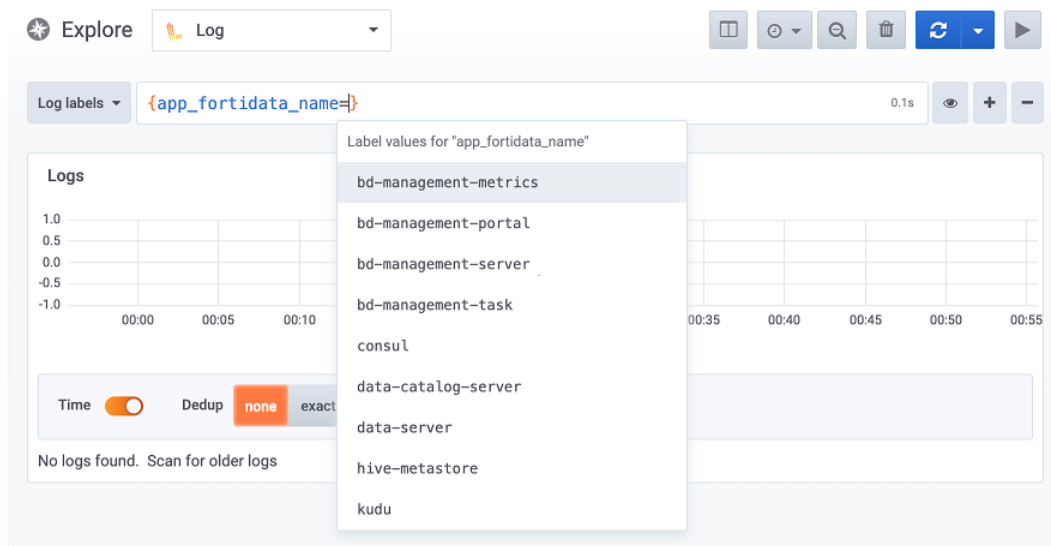 Explore Log
Log labels {app_fortidata_name=} 0.1s
Label values for "app_fortidata_name"
bd-management-metrics
bd-management-portal
bd-management-server
bd-management-task
consul
data-catalog-server
data-server
hive-metastore
kudu
Logs
1.0
0.5
0.0
-0.5
-1.0
00:00 00:05 00:10 00:35 00:40 00:45 00:50 00:55
Time Dedup none exact
No logs found. Scan for older logs